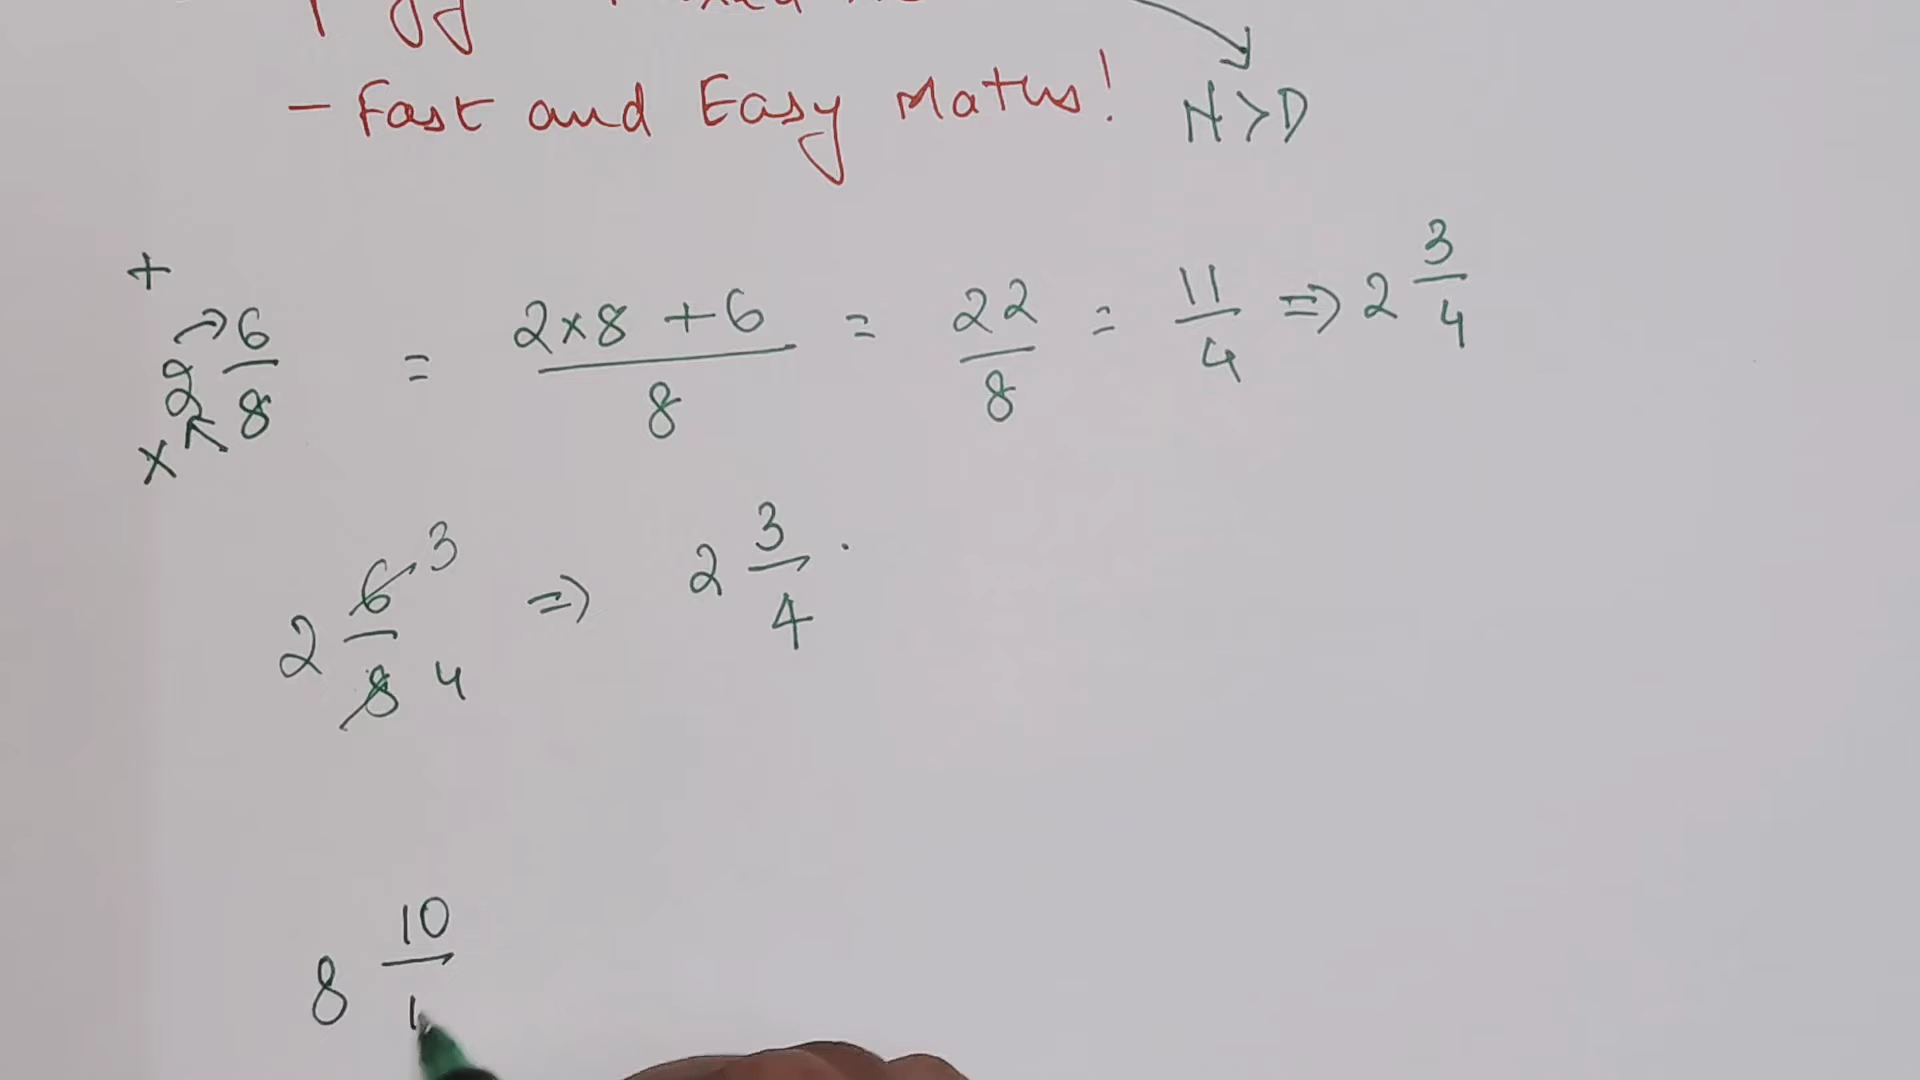 - Fast and Easy Maths!
N>D
+
2 6/8 = 2×8+6/8 = 22/8 = 11/4 ⇒ 2 3/4
×
2 6/8 3 4 ⇒ 2 3/4 .
8 10/1